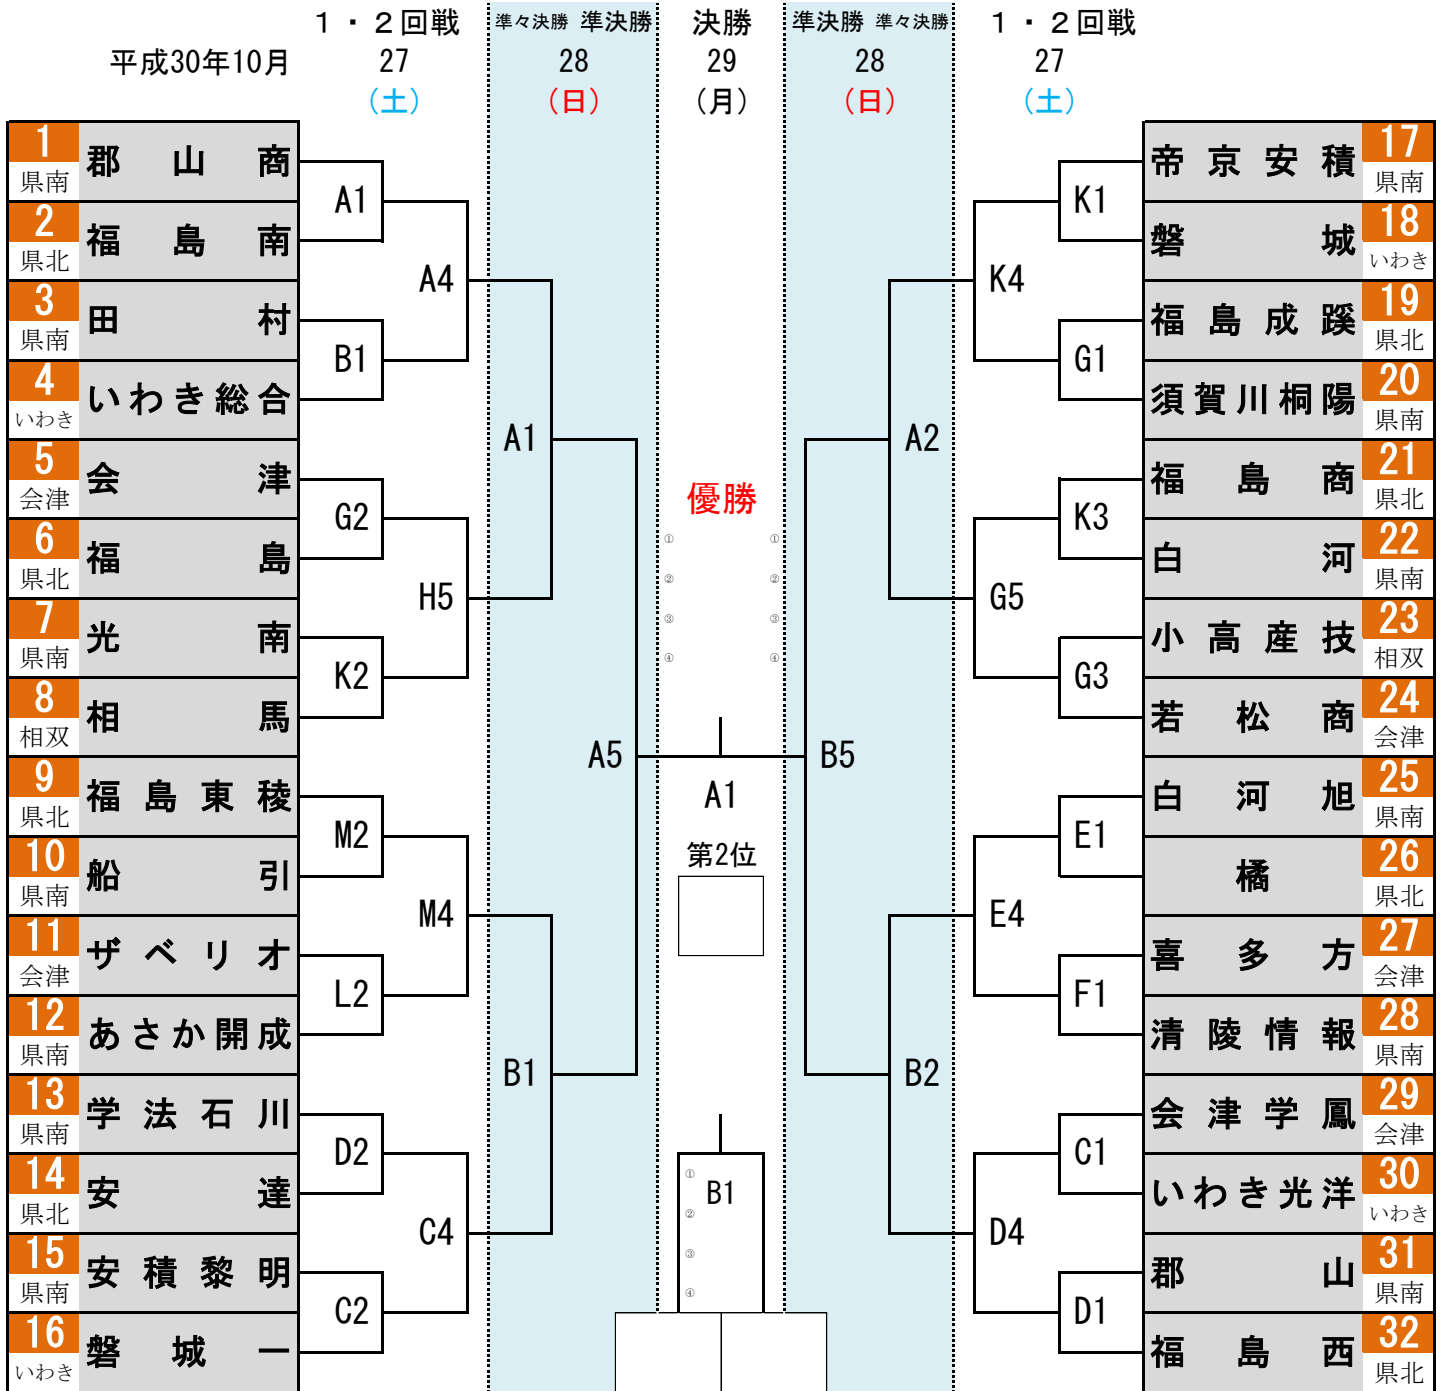 1・2回戦 準々決勝 準決勝 決勝 準決勝 準々決勝 1・2回戦
平成30年10月 27 28 29 28 27
(土) (日) (月) (日) (土)
1 県南 郡山商
2 県北 福島南
3 県南 田村
4 いわき いわき総合
5 会津 会津
6 県北 福島
7 県南 光南
8 相双 相馬
9 県北 福島東稜
10 県南 船引
11 会津 ザベリオ
12 県南 あさか開成
13 県南 学法石川
14 県北 安達
15 県南 安積黎明
16 いわき 磐城一
A1
B1
G2
K2
M2
L2
D2
C2
A4
H5
M4
C4
A1
B1
A5
優勝
① ①
② ②
③ ③
④ ④
A1
第2位
B1
①
②
③
④
B5
A2
B2
K4
G5
E4
D4
K1
G1
K3
G3
E1
F1
C1
D1
帝京安積 17 県南
磐城 18 いわき
福島成蹊 19 県北
須賀川桐陽 20 県南
福島商 21 県北
白河 22 県南
小高産技 23 相双
若松商 24 会津
白河旭 25 県南
橘 26 県北
喜多方 27 会津
清陵情報 28 県南
会津学鳳 29 会津
いわき光洋 30 いわき
郡山 31 県南
福島西 32 県北